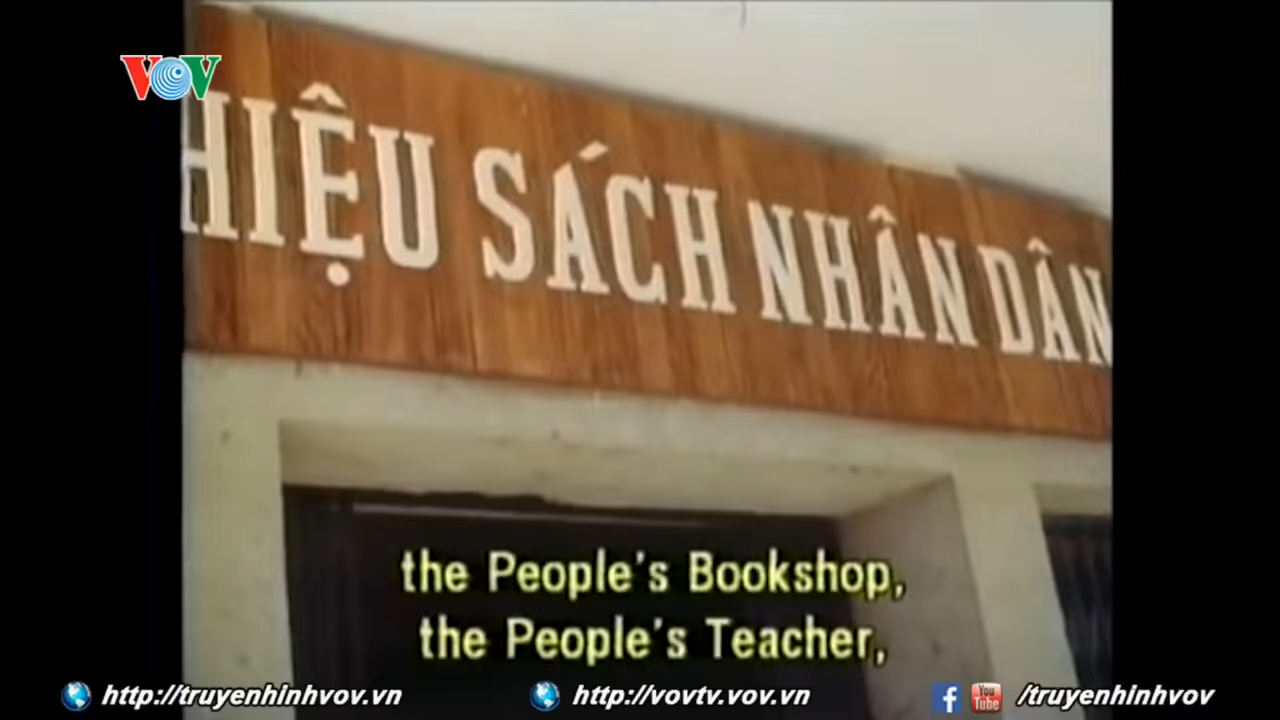 VOV
HIỆU SÁCH NHÂN DÂN
the People's Bookshop,
the People's Teacher,
http://truyenhinhvov.vn http://vovtv.vov.vn /truyenhinhvov